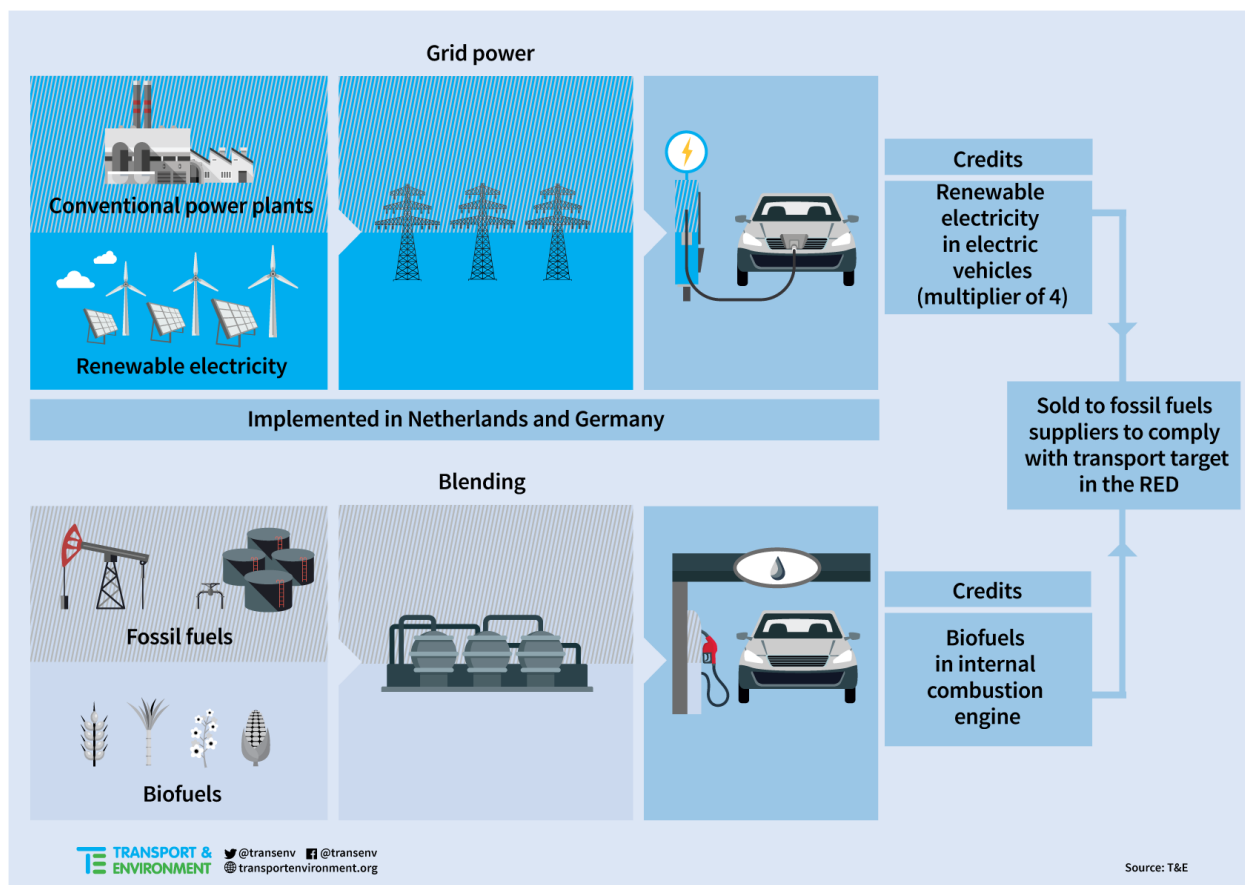 Grid power
Conventional power plants
Renewable electricity
Credits
Renewable
electricity
in electric
vehicles
(multiplier of 4)
Implemented in Netherlands and Germany
Sold to fossil fuels
suppliers to comply
with transport target
in the RED
Blending
Fossil fuels
Biofuels
Credits
Biofuels
in internal
combustion
engine
TE TRANSPORT &
ENVIRONMENT
@transenv @transenv
transportenvironment.org
Source: T&E